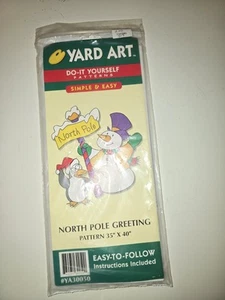 YARD ART
DO-IT YOURSELF
PATTERNS
SIMPLE & EASY
North Pole
NORTH POLE GREETING
PATTERN 35" X 40"
EASY-TO-FOLLOW
Instructions Included
#YA30050